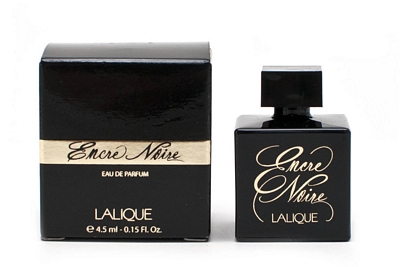 Encre Noire
EAU DE PARFUM
LALIQUE
℮ 4.5 ml - 0.15 Fl. Oz.
Encre
Noire
LALIQUE